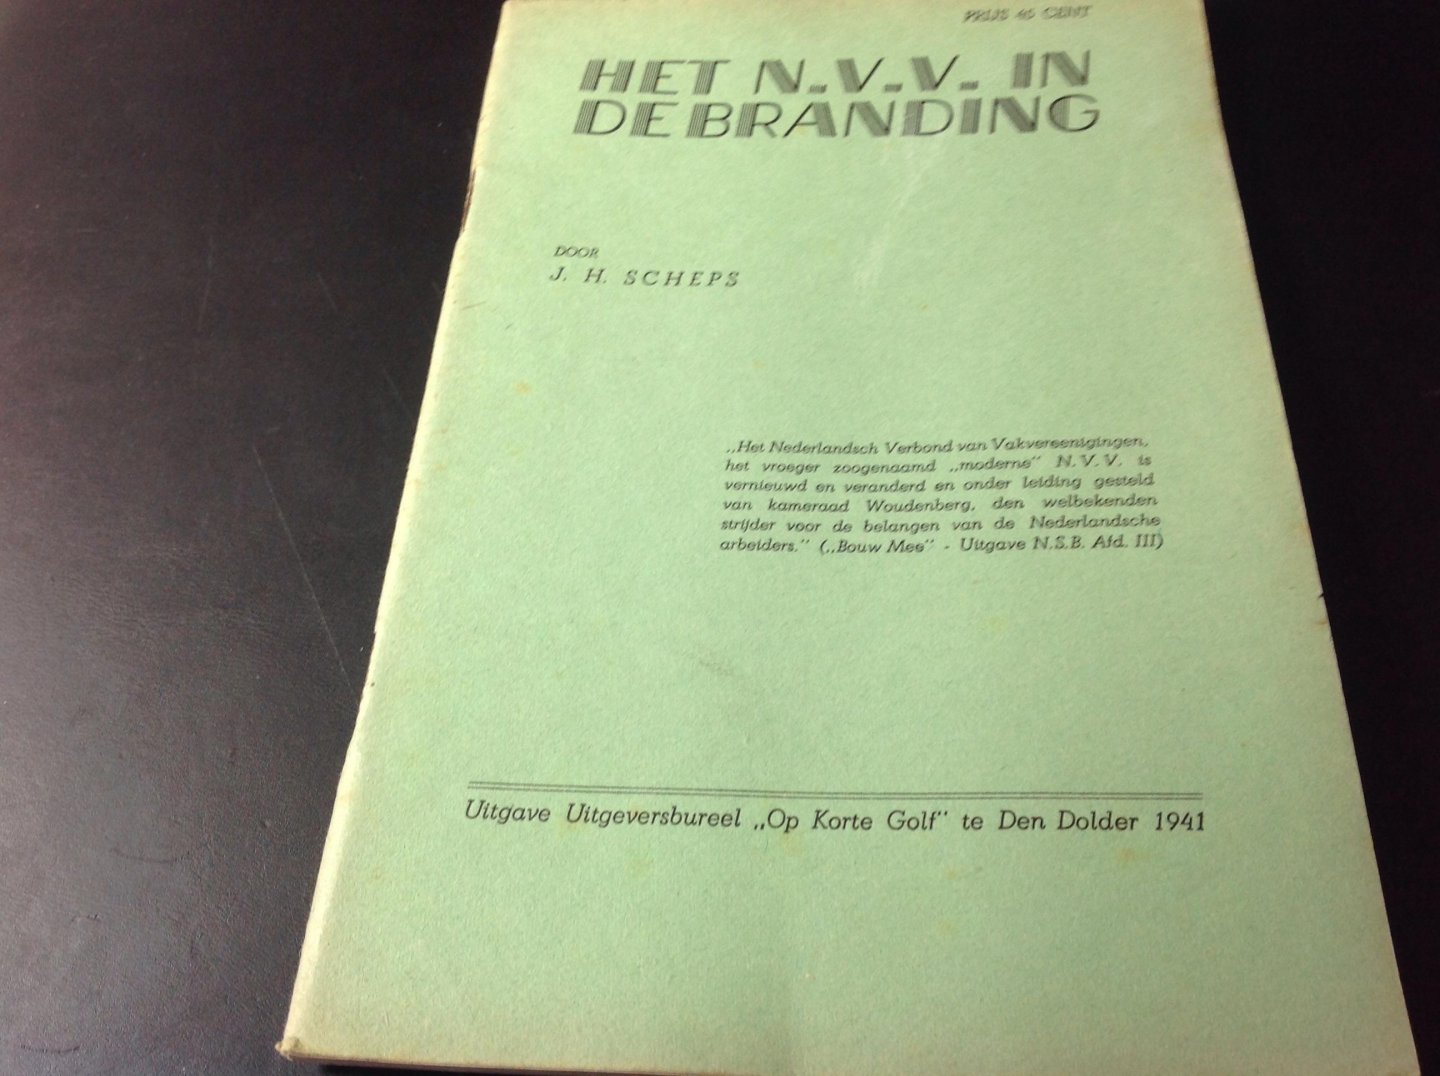 PRIJS 45 CENT
HET N.V.V. IN
DE BRANDING
DOOR
J. H. SCHEPS
„Het Nederlandsch Verbond van Vakvereenigingen,
het vroeger zoogenaamd „moderne" N.V.V. is
vernieuwd en veranderd en onder leiding gesteld
van kameraad Woudenberg, den welbekenden
strijder voor de belangen van de Nederlandsche
arbeiders." („Bouw Mee" - Uitgave N.S.B. Afd. III)
Uitgave Uitgeversbureel „Op Korte Golf" te Den Dolder 1941